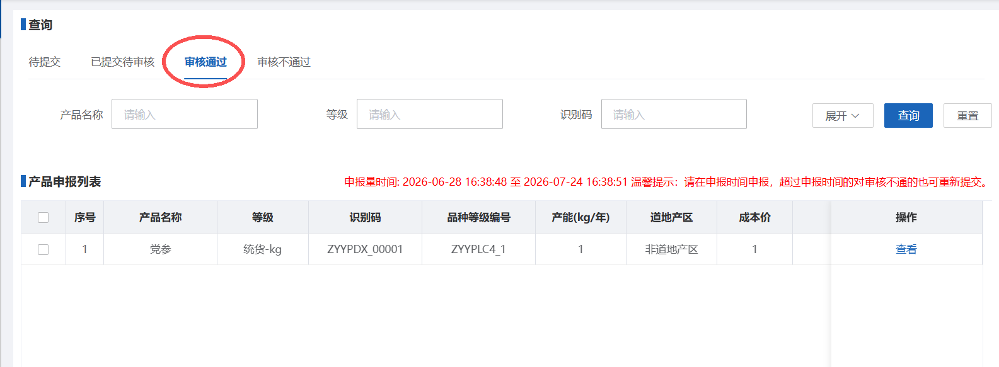 查询
待提交 已提交待审核 审核通过 审核不通过
产品名称 请输入 等级 请输入 识别码 请输入 展开 查询 重置
产品申报列表 申报量时间: 2026-06-28 16:38:48 至 2026-07-24 16:38:51 温馨提示：请在申报时间申报，超过申报时间的对审核不通的也可重新提交。
序号 产品名称 等级 识别码 品种等级编号 产能(kg/年) 道地产区 成本价 操作
1 党参 统货-kg ZYYPDX_00001 ZYYPLC4_1 1 非道地产区 1 查看